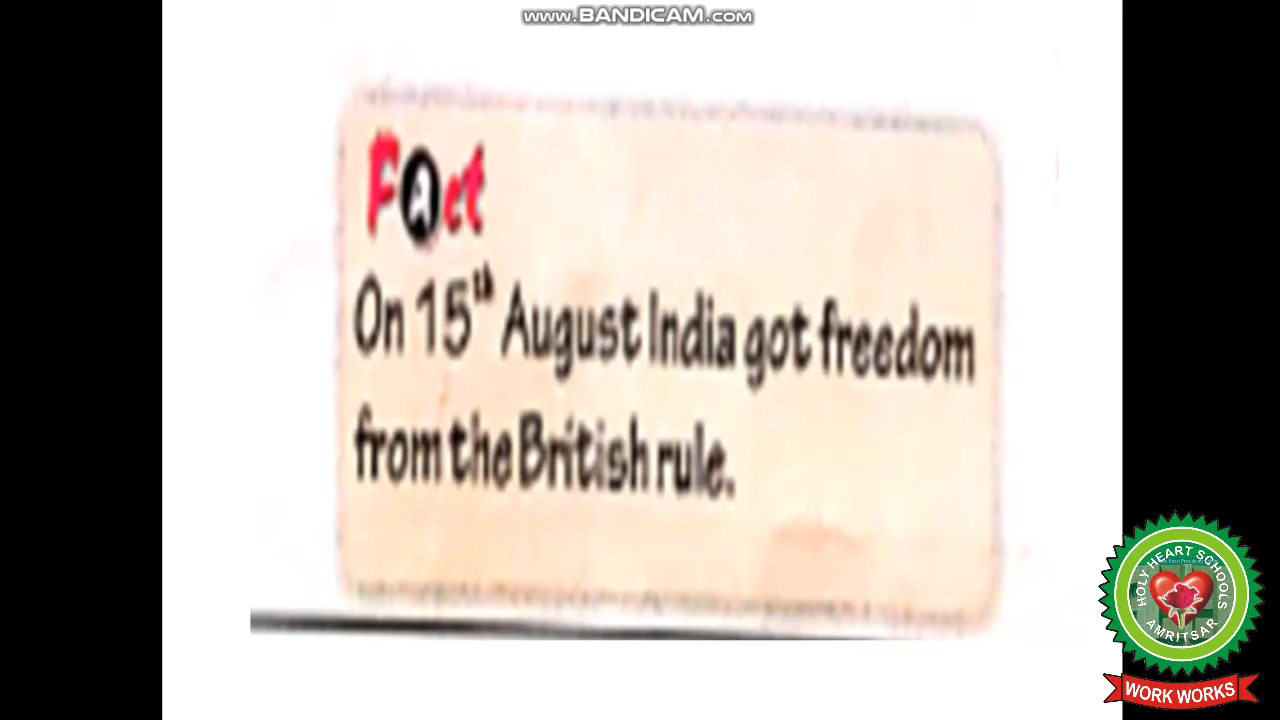 www.BANDICAM.com
Fact
On 15th August India got freedom
from the British rule.
HOLY HEART SCHOOLS
AMRITSAR
WORK WORKS